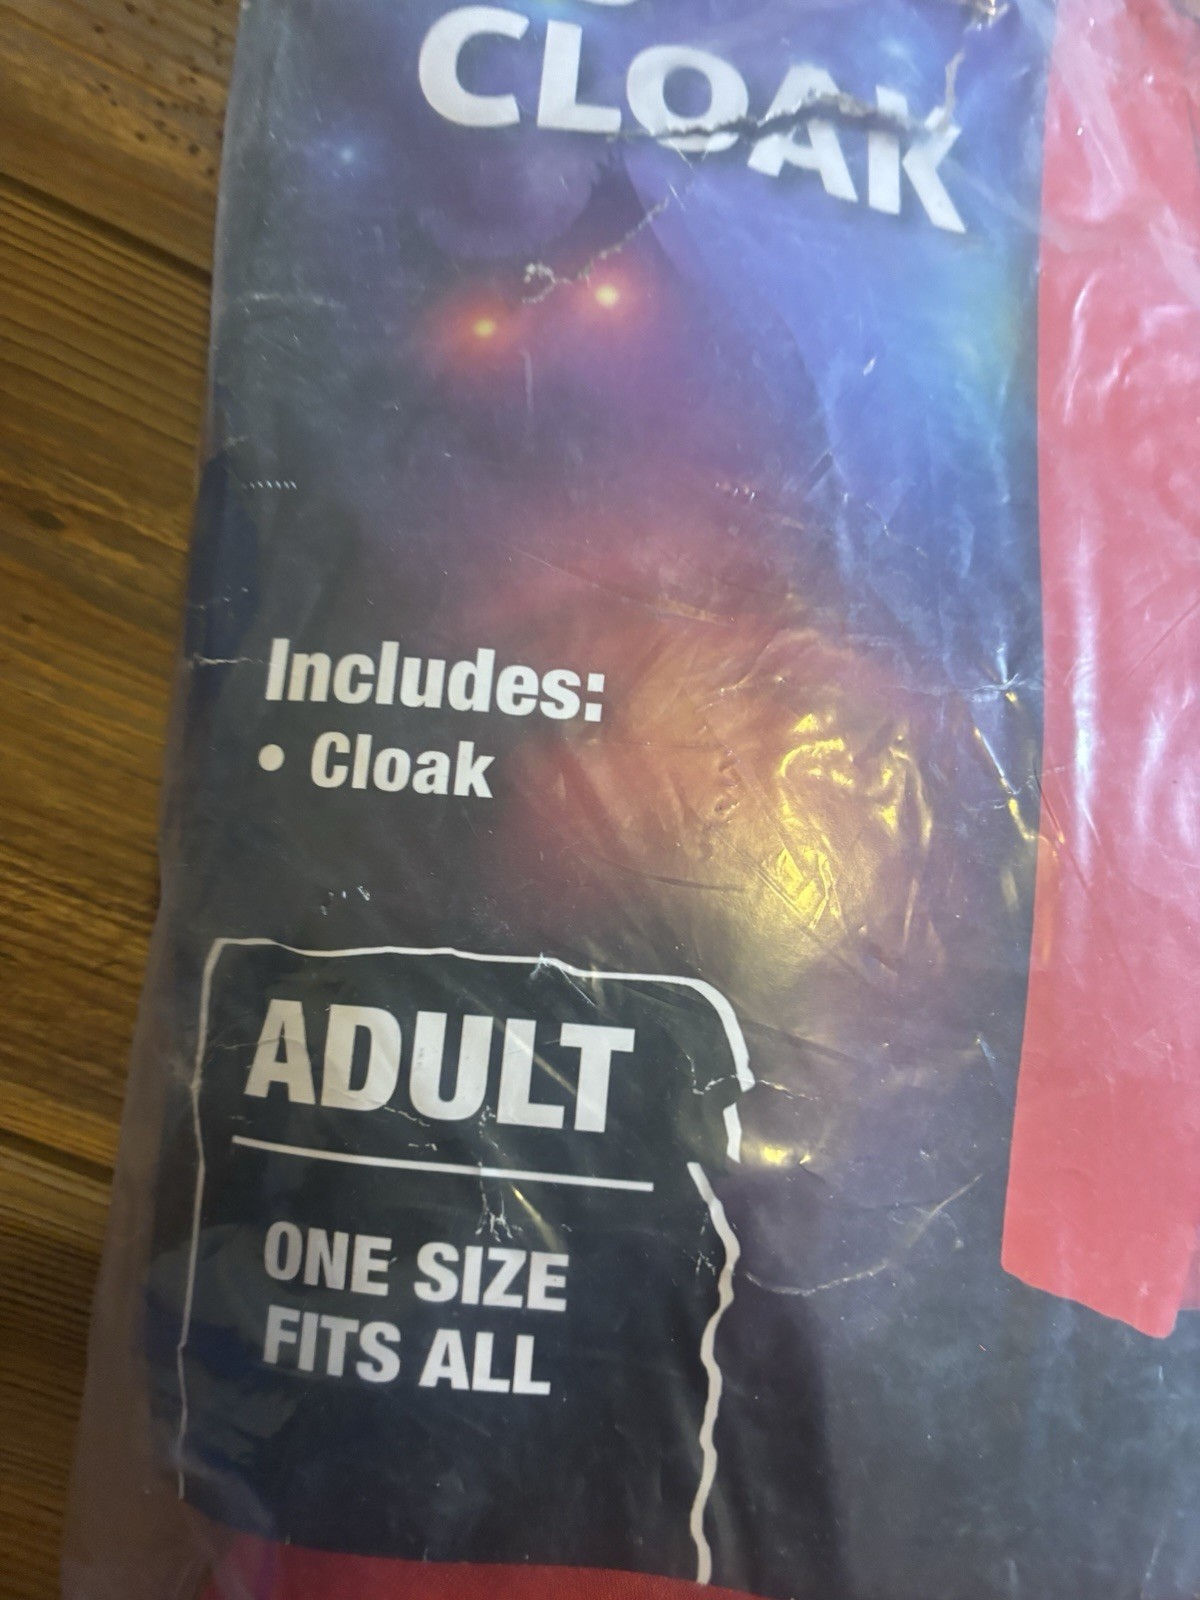 CLOAK
Includes:
• Cloak
ADULT
ONE SIZE
FITS ALL